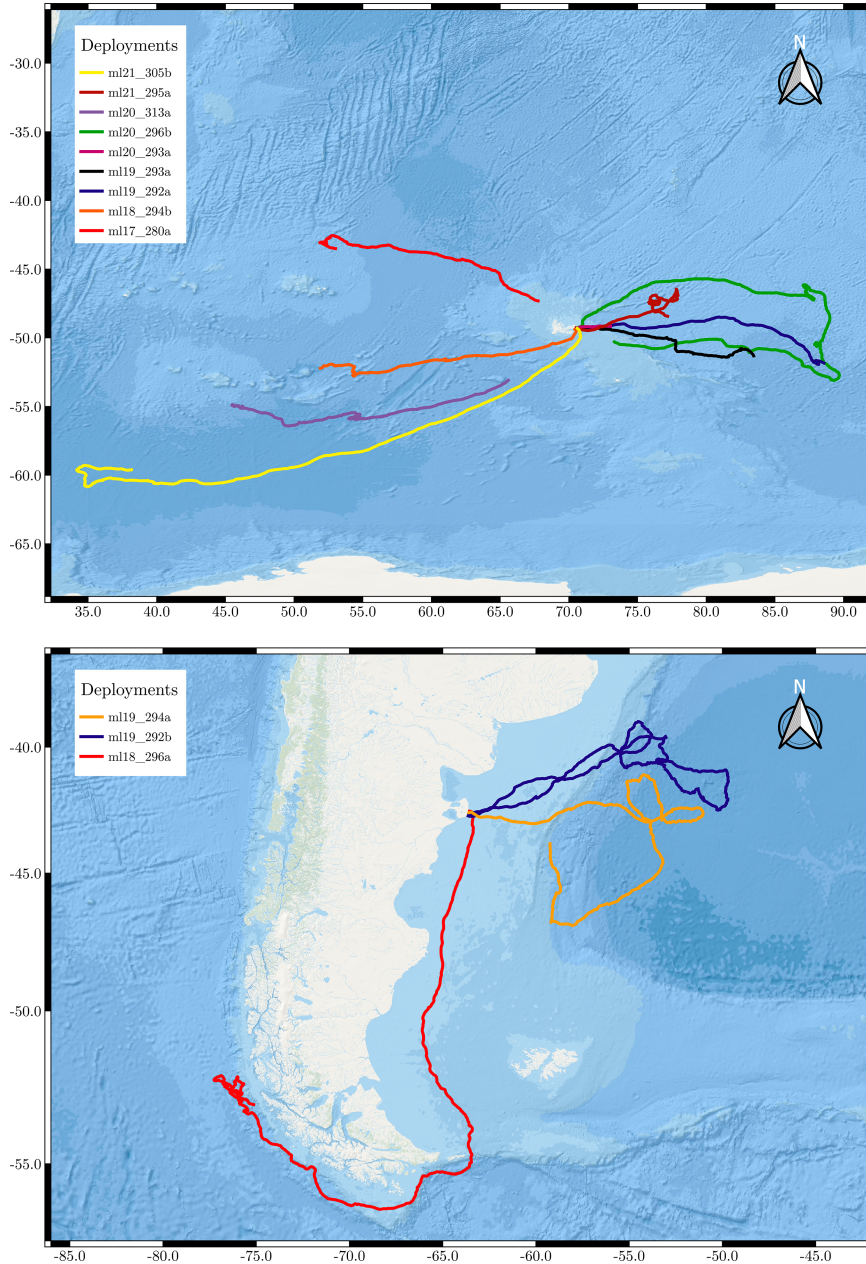 Deployments
ml21_305b
ml21_295a
ml20_313a
ml20_296b
ml20_293a
ml19_293a
ml19_292a
ml18_294b
ml17_280a
N
-30.0
-35.0
-40.0
-45.0
-50.0
-55.0
-60.0
-65.0
35.0 40.0 45.0 50.0 55.0 60.0 65.0 70.0 75.0 80.0 85.0 90.0
Deployments
ml19_294a
ml19_292b
ml18_296a
N
-40.0
-45.0
-50.0
-55.0
-85.0 -80.0 -75.0 -70.0 -65.0 -60.0 -55.0 -50.0 -45.0